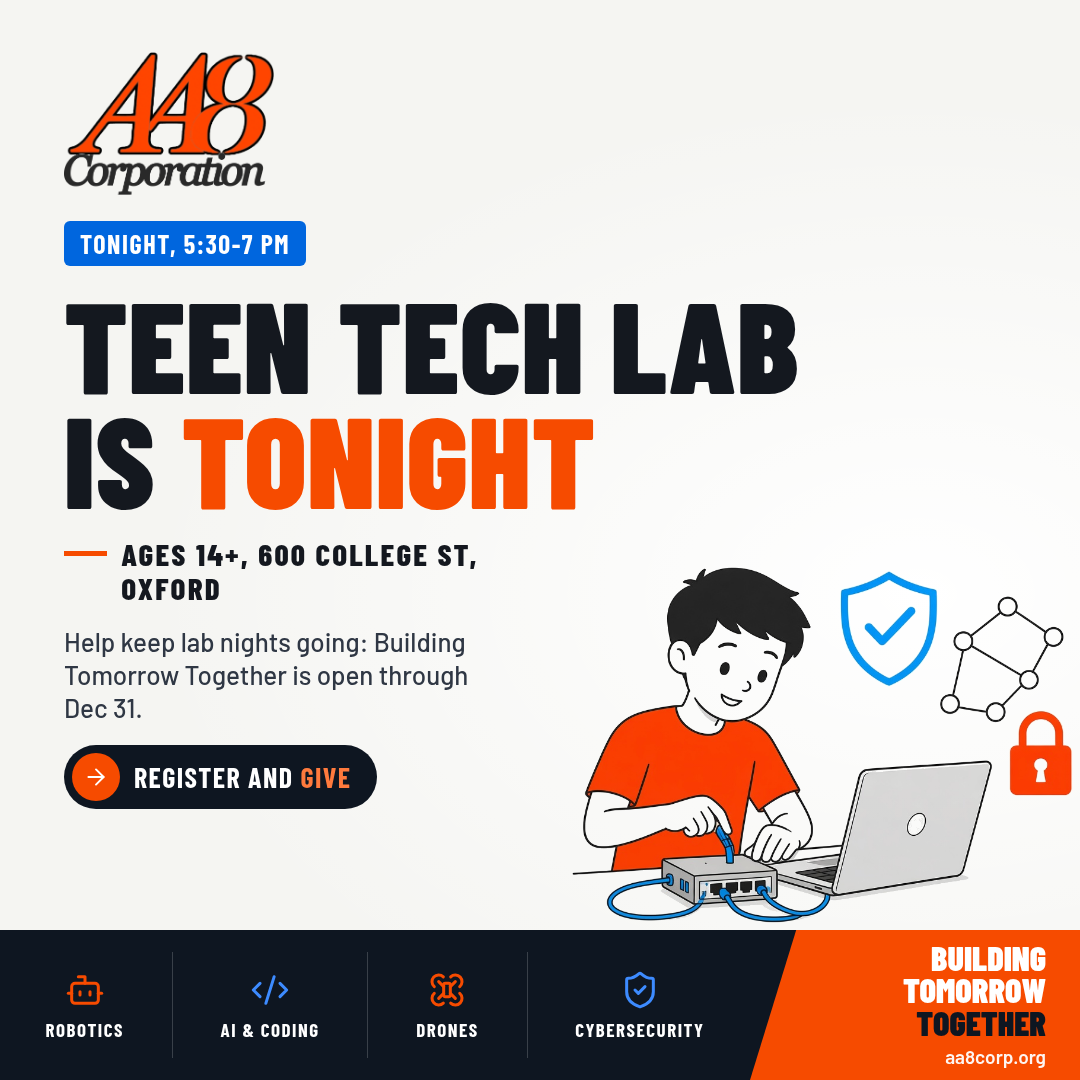 AA8
Corporation
TONIGHT, 5:30-7 PM
TEEN TECH LAB
IS TONIGHT
AGES 14+, 600 COLLEGE ST,
OXFORD
Help keep lab nights going: Building
Tomorrow Together is open through
Dec 31.
REGISTER AND GIVE
ROBOTICS
AI & CODING
DRONES
CYBERSECURITY
BUILDING
TOMORROW
TOGETHER
aa8corp.org